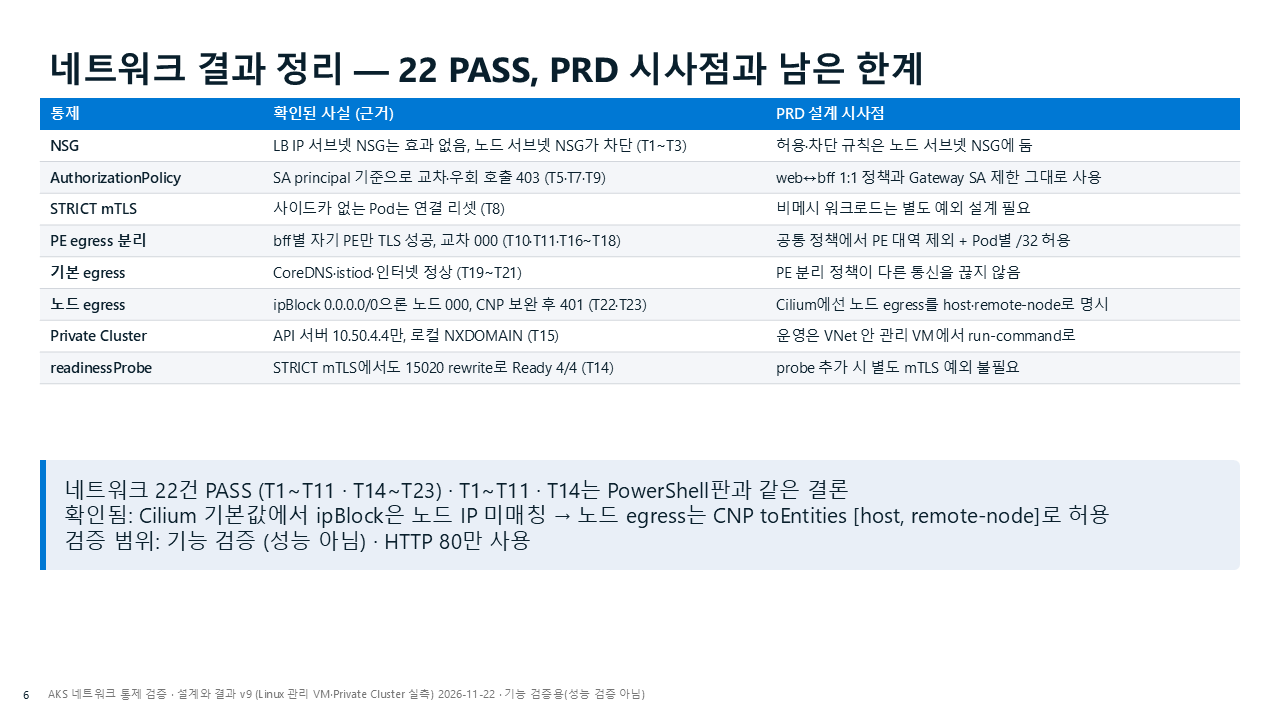 네트워크 결과 정리 — 22 PASS, PRD 시사점과 남은 한계
통제 확인된 사실 (근거) PRD 설계 시사점
NSG LB IP 서브넷 NSG는 효과 없음, 노드 서브넷 NSG가 차단 (T1~T3) 허용·차단 규칙은 노드 서브넷 NSG에 둠
AuthorizationPolicy SA principal 기준으로 교차·우회 호출 403 (T5·T7·T9) web↔bff 1:1 정책과 Gateway SA 제한 그대로 사용
STRICT mTLS 사이드카 없는 Pod는 연결 리셋 (T8) 비메시 워크로드는 별도 예외 설계 필요
PE egress 분리 bff별 자기 PE만 TLS 성공, 교차 000 (T10·T11·T16~T18) 공통 정책에서 PE 대역 제외 + Pod별 /32 허용
기본 egress CoreDNS·istiod·인터넷 정상 (T19~T21) PE 분리 정책이 다른 통신을 끊지 않음
노드 egress ipBlock 0.0.0.0/0으론 노드 000, CNP 보완 후 401 (T22·T23) Cilium에선 노드 egress를 host·remote-node로 명시
Private Cluster API 서버 10.50.4.4만, 로컬 NXDOMAIN (T15) 운영은 VNet 안 관리 VM에서 run-command로
readinessProbe STRICT mTLS에서도 15020 rewrite로 Ready 4/4 (T14) probe 추가 시 별도 mTLS 예외 불필요
네트워크 22건 PASS (T1~T11 · T14~T23) · T1~T11 · T14는 PowerShell판과 같은 결론
확인됨: Cilium 기본값에서 ipBlock은 노드 IP 미매칭 → 노드 egress는 CNP toEntities [host, remote-node]로 허용
검증 범위: 기능 검증 (성능 아님) · HTTP 80만 사용
6 AKS 네트워크 통제 검증 · 설계와 결과 v9 (Linux 관리 VM·Private Cluster 실측) 2026-11-22 · 기능 검증용(성능 검증 아님)